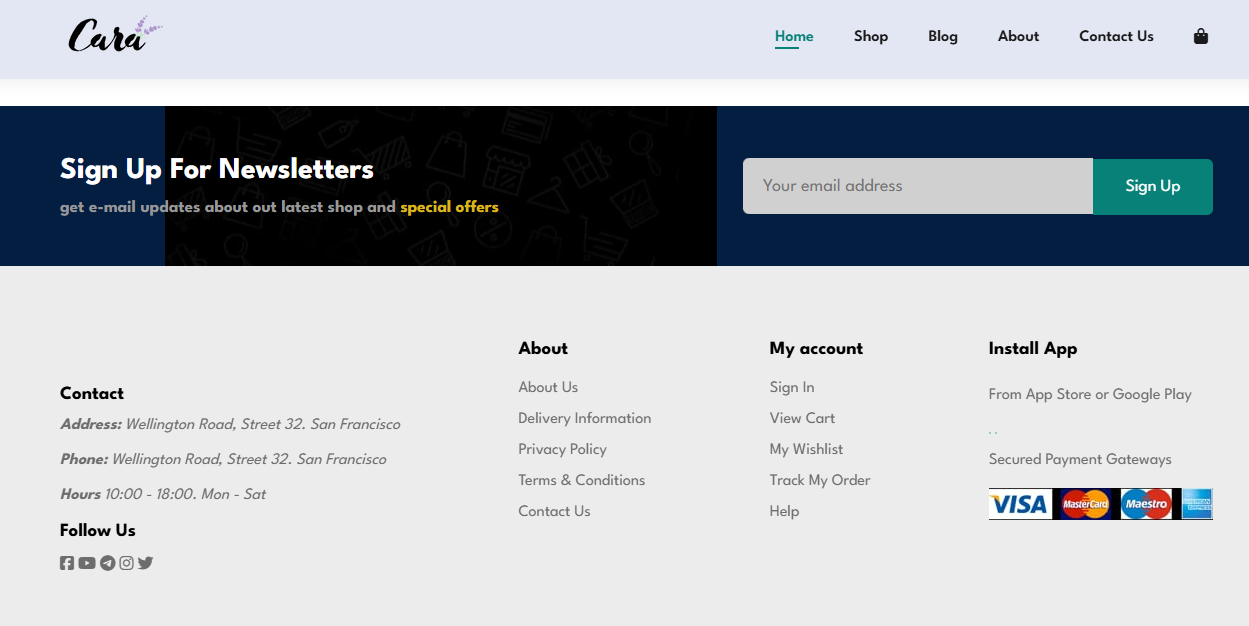 Cara
Home Shop Blog About Contact Us
Sign Up For Newsletters
get e-mail updates about out latest shop and special offers
Your email address
Sign Up
Contact
Address: Wellington Road, Street 32. San Francisco
Phone: Wellington Road, Street 32. San Francisco
Hours 10:00 - 18:00. Mon - Sat
Follow Us
About
About Us
Delivery Information
Privacy Policy
Terms & Conditions
Contact Us
My account
Sign In
View Cart
My Wishlist
Track My Order
Help
Install App
From App Store or Google Play
Secured Payment Gateways
VISA MasterCard Maestro